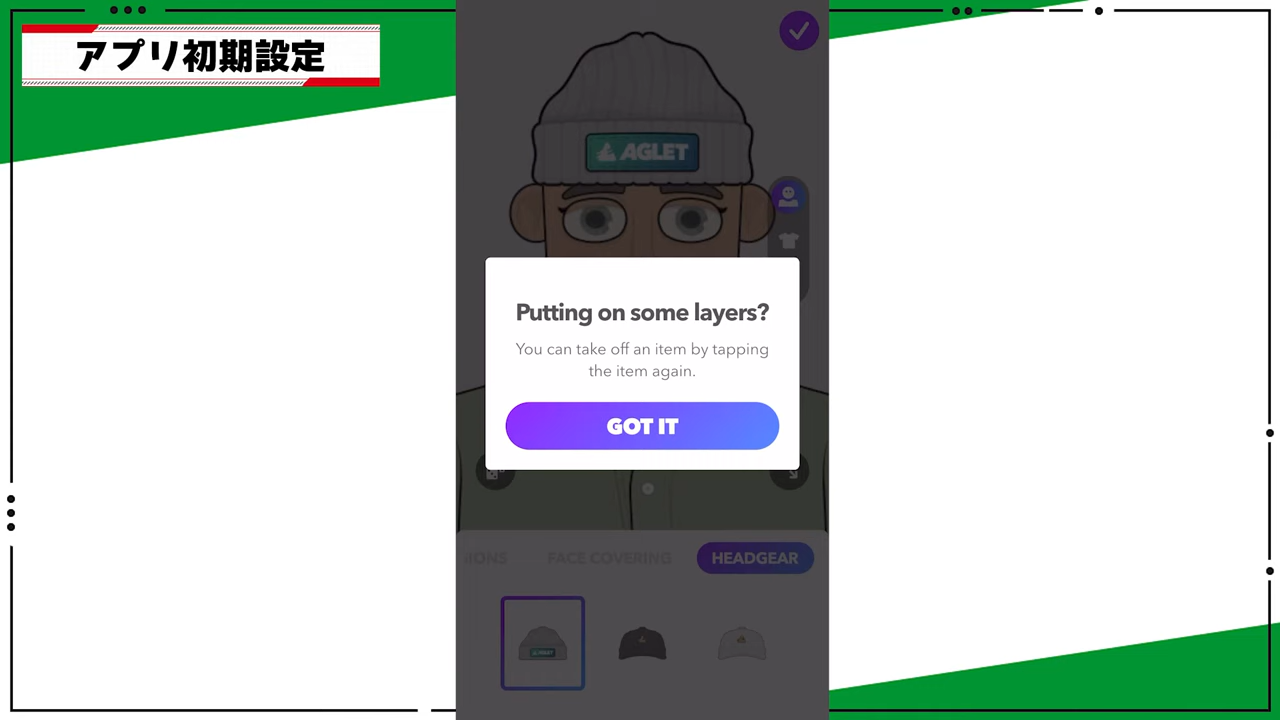 アプリ初期設定
AGLET
Putting on some layers?
You can take off an item by tapping
the item again.
GOT IT
FACE COVERING
HEADGEAR
AGLET